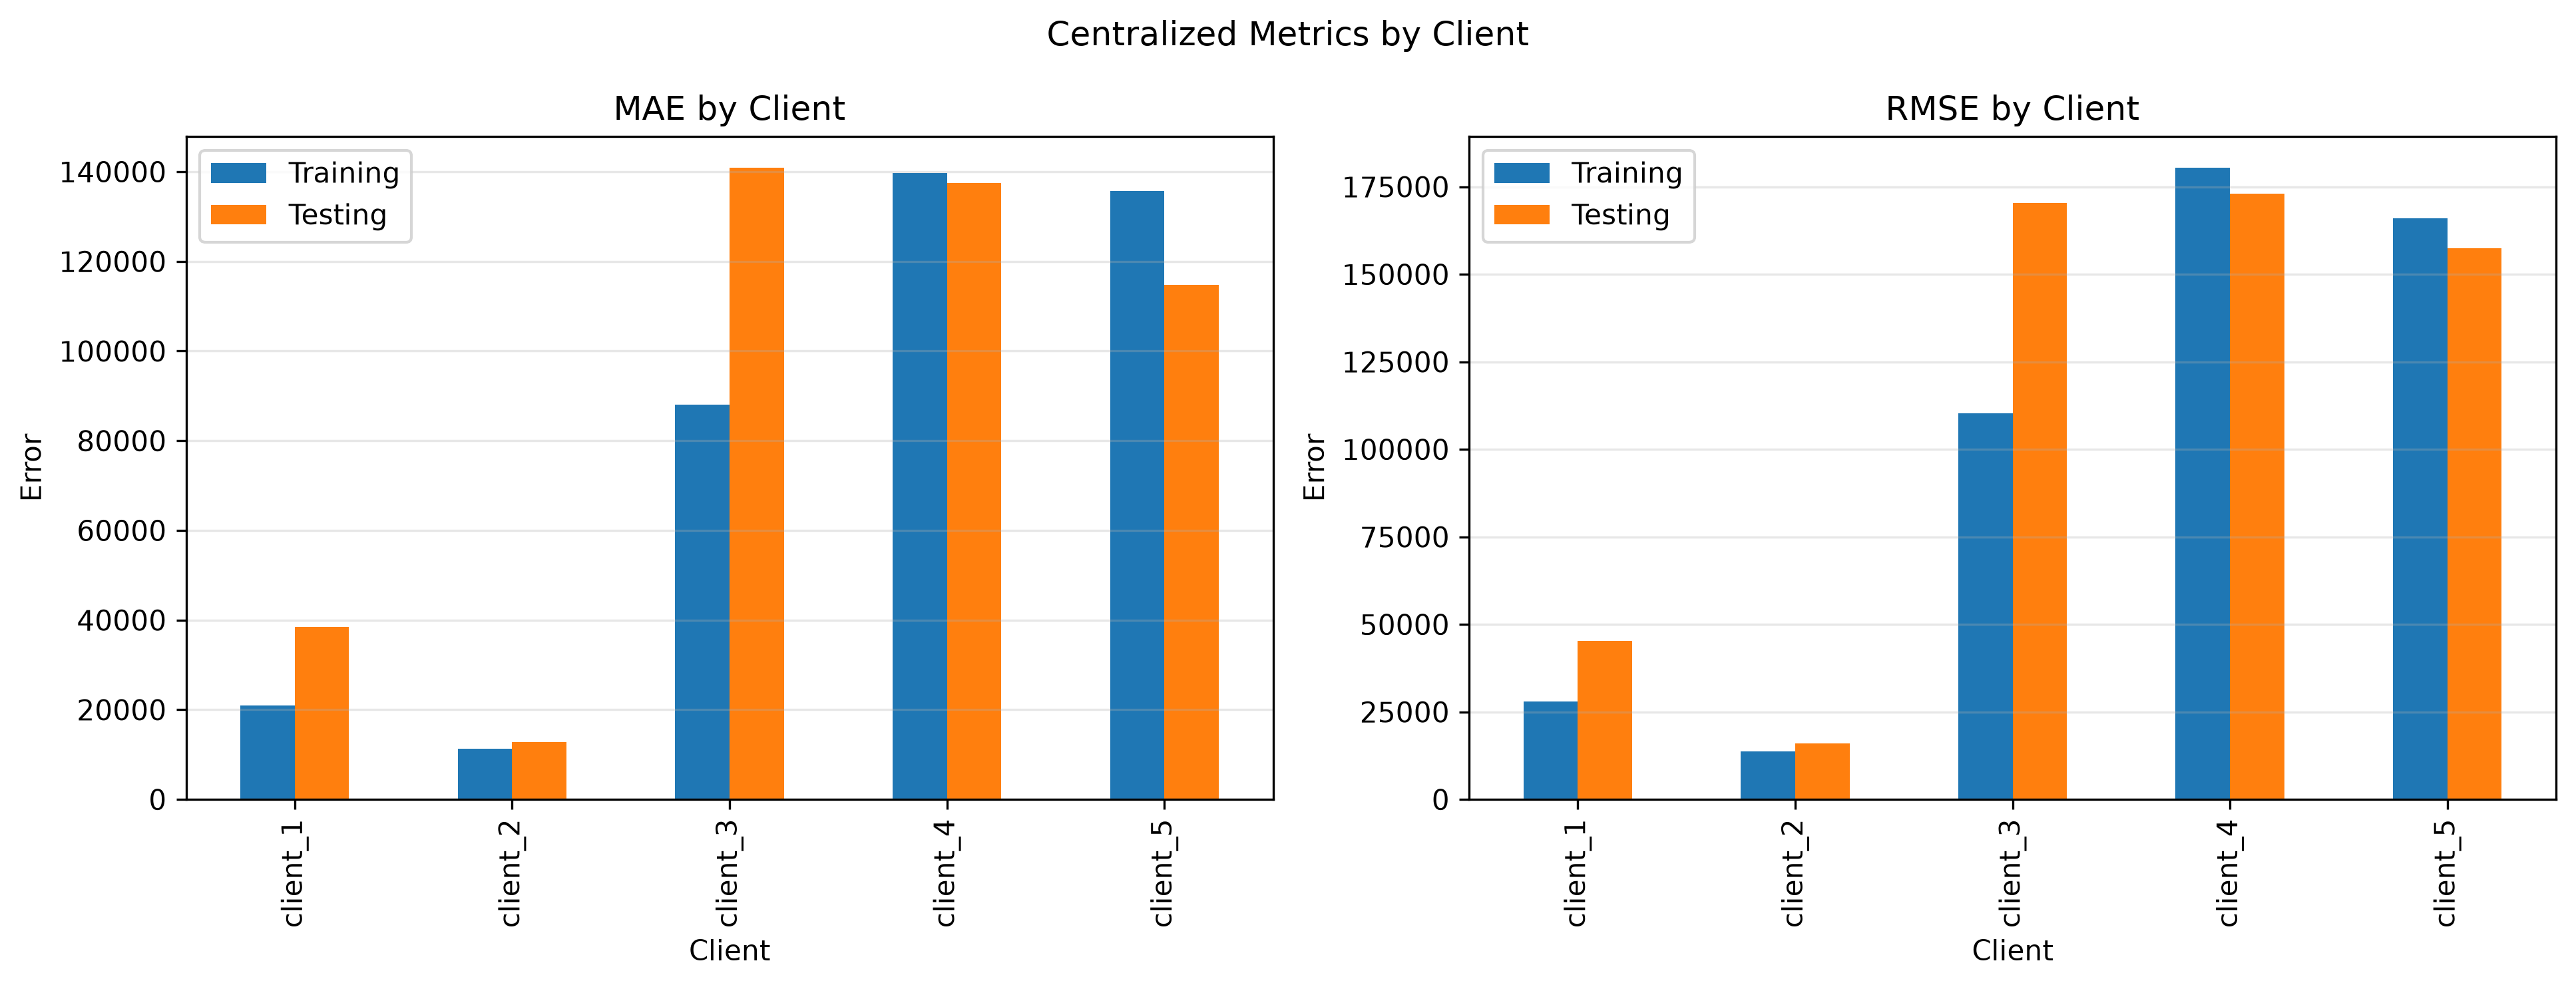 Centralized Metrics by Client
MAE by Client
Training
Testing
140000
120000
100000
80000
60000
40000
20000
0
Error
client_1
client_2
client_3
client_4
client_5
Client
RMSE by Client
Training
Testing
175000
150000
125000
100000
75000
50000
25000
0
Error
client_1
client_2
client_3
client_4
client_5
Client